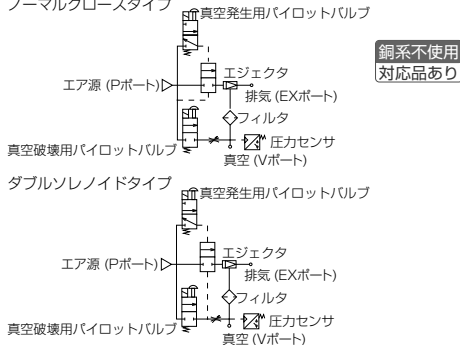 ノーマルクローズタイプ
真空発生用パイロットバルブ
銅系不使用
対応品あり
エジェクタ
エア源 (Pポート)
排気 (EXポート)
フィルタ
圧力センサ
真空破壊用パイロットバルブ
真空 (Vポート)
ダブルソレノイドタイプ
真空発生用パイロットバルブ
エジェクタ
エア源 (Pポート)
排気 (EXポート)
フィルタ
圧力センサ
真空破壊用パイロットバルブ
真空 (Vポート)